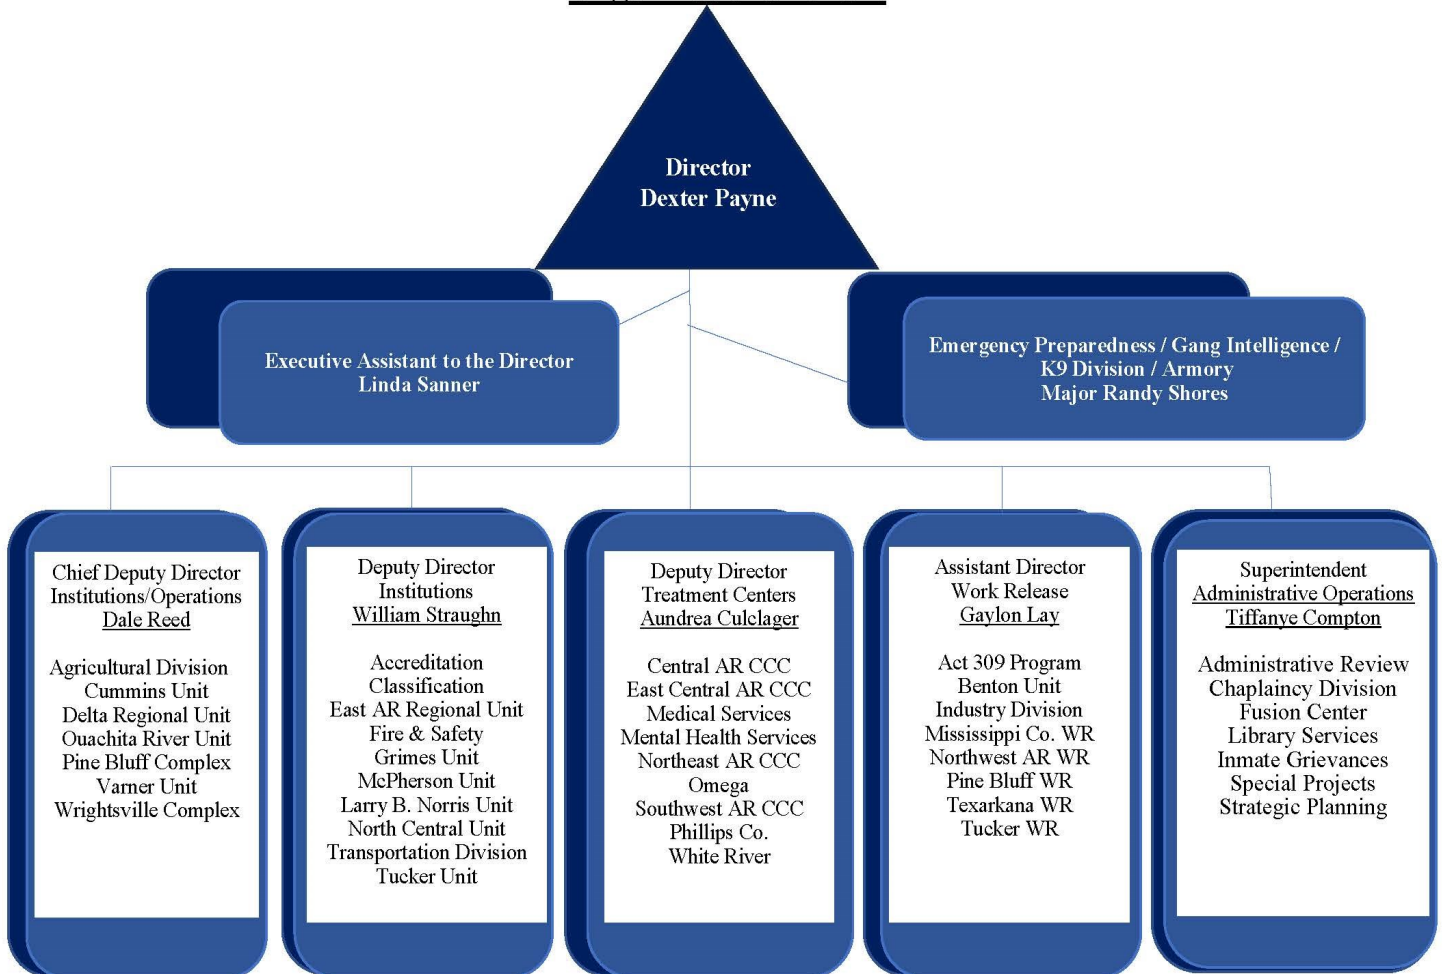 Director
Dexter Payne
Executive Assistant to the Director
Linda Sanner
Emergency Preparedness / Gang Intelligence /
K9 Division / Armory
Major Randy Shores
Chief Deputy Director
Institutions/Operations
Dale Reed
Agricultural Division
Cummins Unit
Delta Regional Unit
Ouachita River Unit
Pine Bluff Complex
Varner Unit
Wrightsville Complex
Deputy Director
Institutions
William Straughn
Accreditation
Classification
East AR Regional Unit
Fire & Safety
Grimes Unit
McPherson Unit
Larry B. Norris Unit
North Central Unit
Transportation Division
Tucker Unit
Deputy Director
Treatment Centers
Aundrea Culclager
Central AR CCC
East Central AR CCC
Medical Services
Mental Health Services
Northeast AR CCC
Omega
Southwest AR CCC
Phillips Co.
White River
Assistant Director
Work Release
Gaylon Lay
Act 309 Program
Benton Unit
Industry Division
Mississippi Co. WR
Northwest AR WR
Pine Bluff WR
Texarkana WR
Tucker WR
Superintendent
Administrative Operations
Tiffanye Compton
Administrative Review
Chaplaincy Division
Fusion Center
Library Services
Inmate Grievances
Special Projects
Strategic Planning